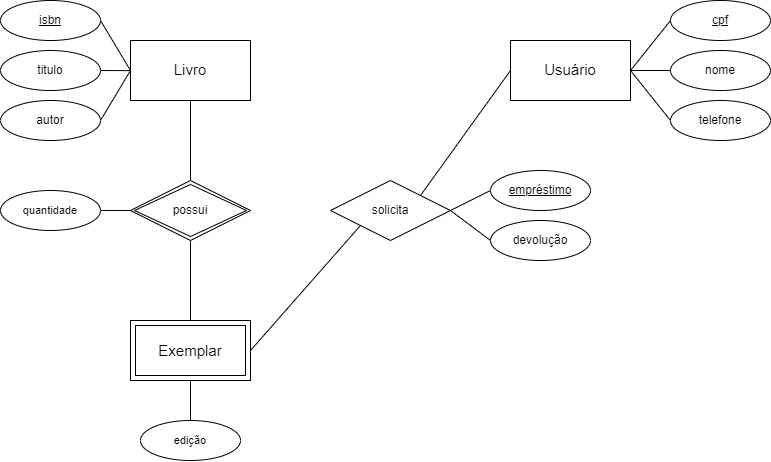 isbn
titulo
autor
Livro
Usuário
cpf
nome
telefone
quantidade
possui
solicita
empréstimo
devolução
Exemplar
edição